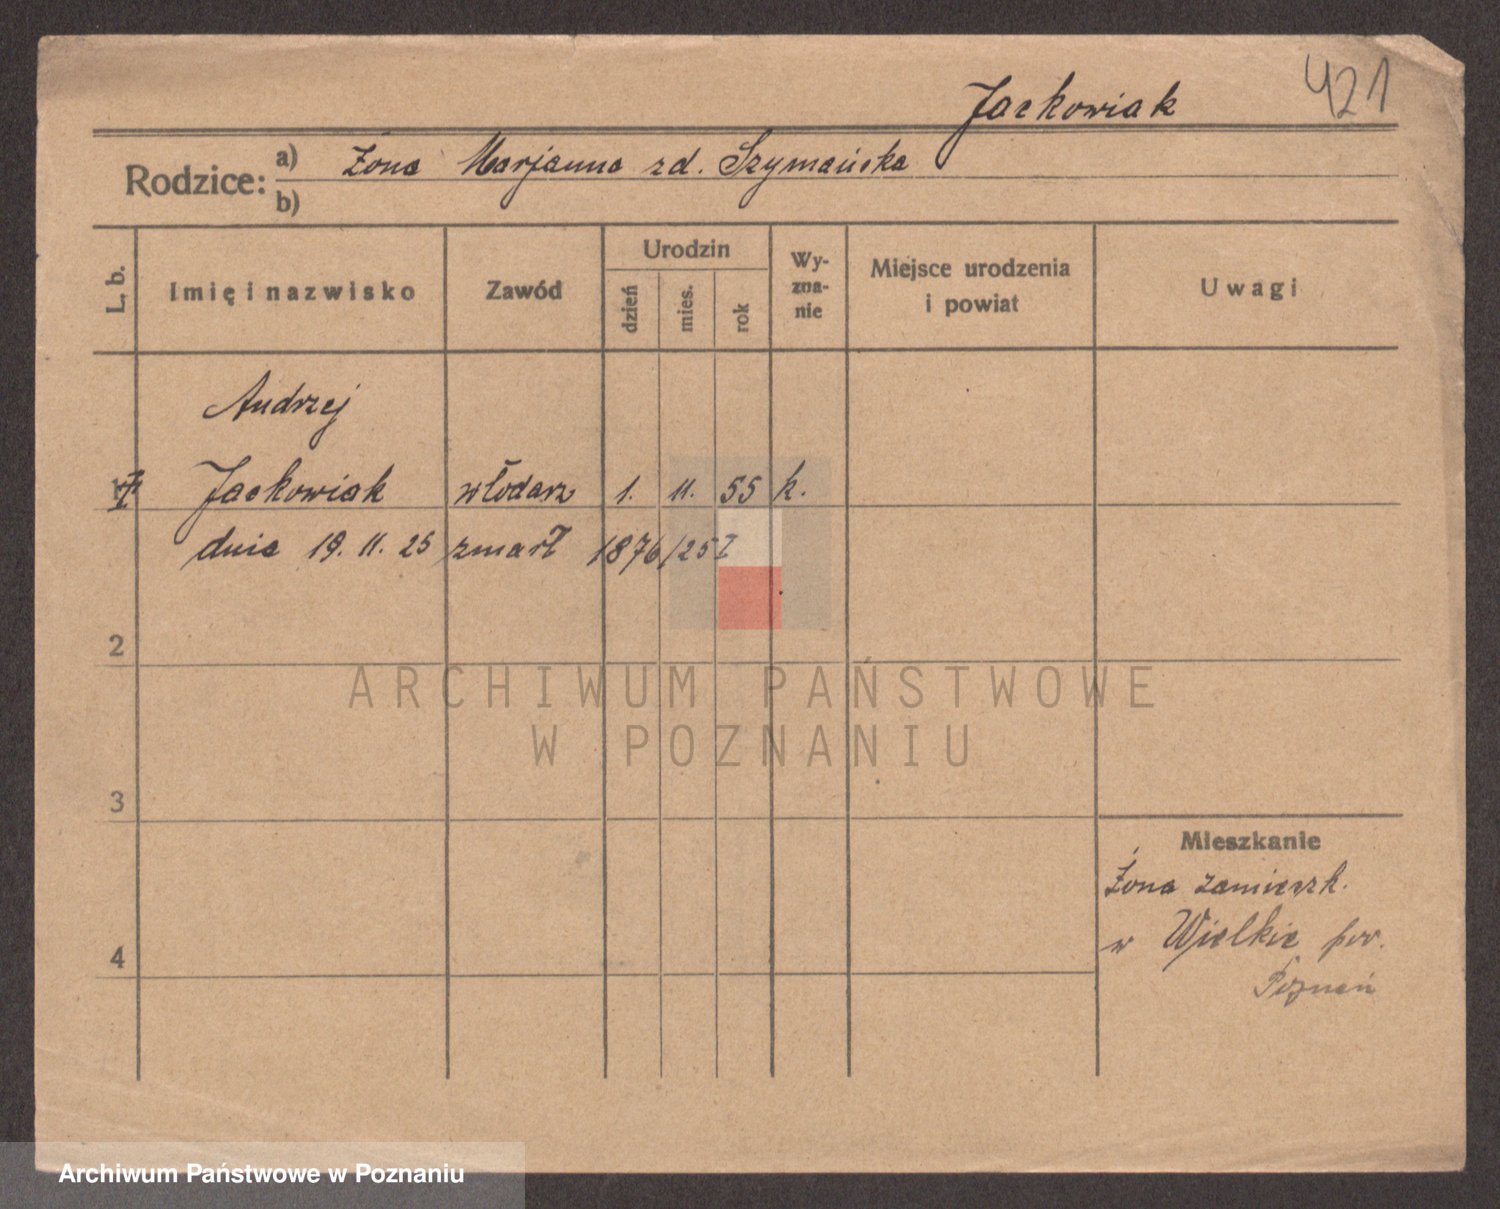 421
Jackowiak
Rodzice: a) Żona Marjanna zd. Szymańska
b)
L. b.
Imię i nazwisko
Zawód
Urodzin
dzień
mies.
rok
Wy-
zna-
nie
Miejsce urodzenia
i powiat
Uwagi
Andrzej
1 Jackowiak włodarz 1. 11. 55 k.
dnia 19. 11. 25 zmarł 1876/25 I
2
3
4
Mieszkanie
Żona zamieszk.
w Wielkie pow.
Poznań
ARCHIWUM PAŃSTWOWE
W POZNANIU
Archiwum Państwowe w Poznaniu